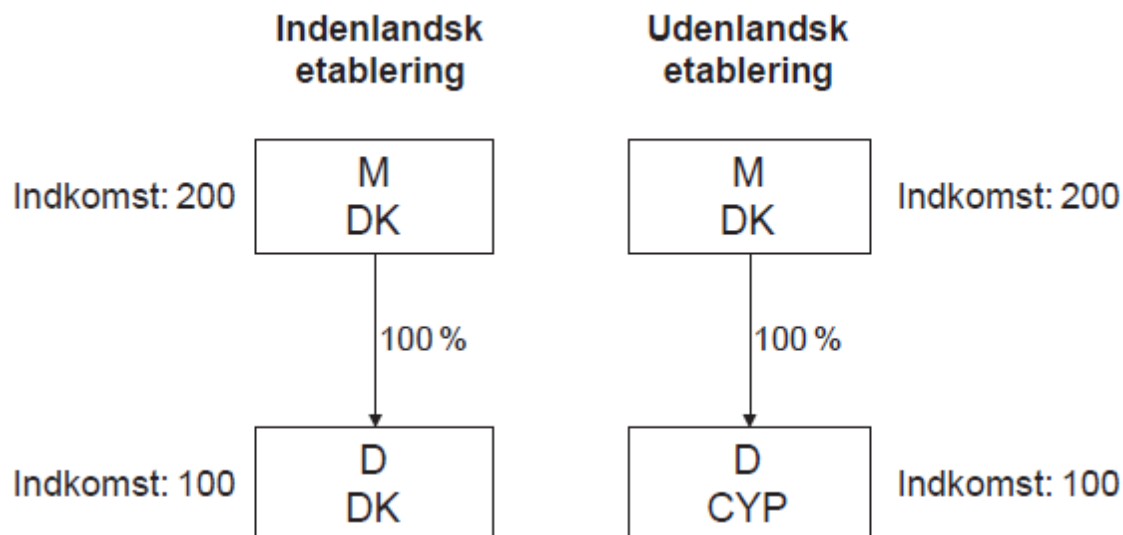 Indenlandsk
etablering
Udenlandsk
etablering
Indkomst: 200
M
DK
M
DK
Indkomst: 200
100 %
100 %
Indkomst: 100
D
DK
D
CYP
Indkomst: 100